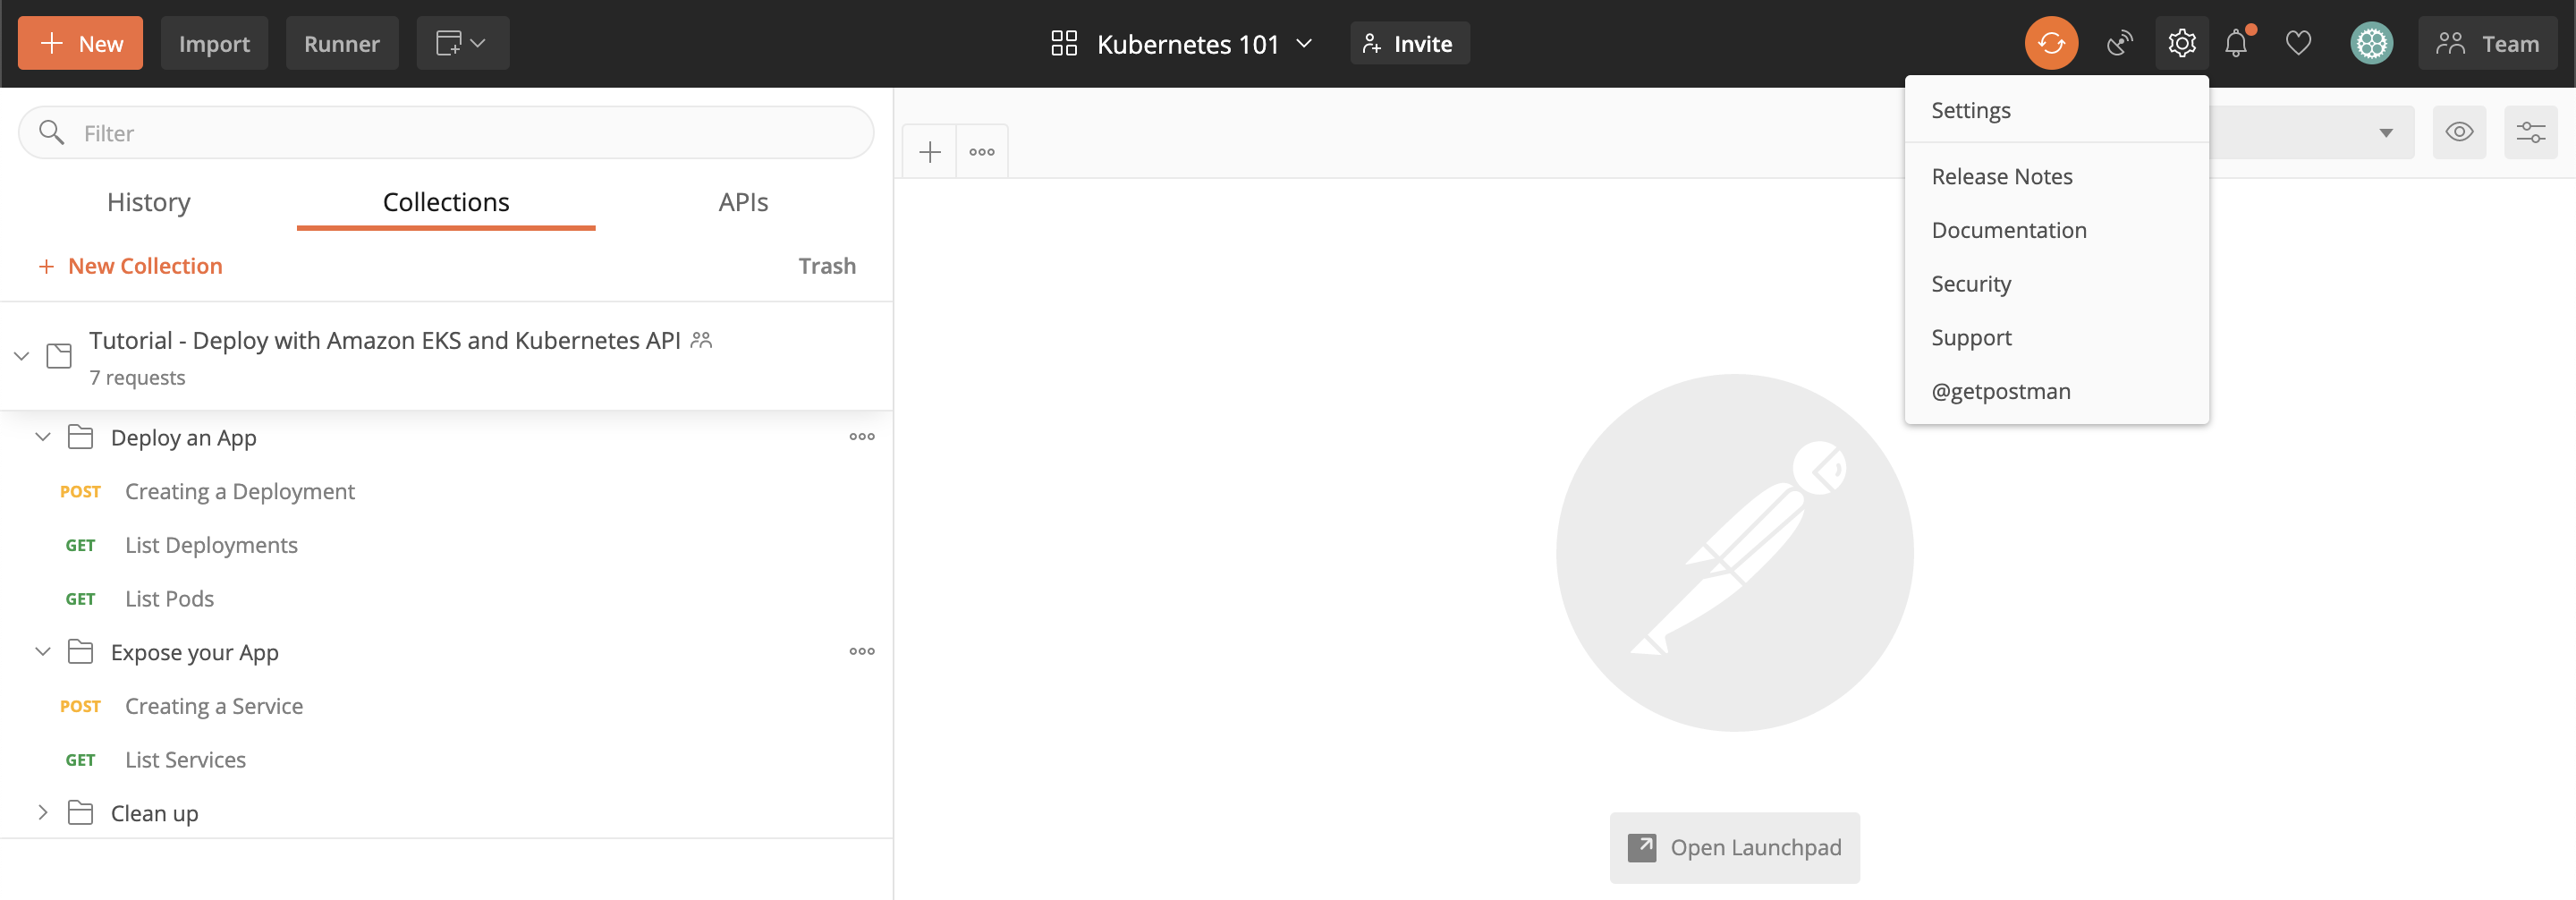 New
Import
Runner
Kubernetes 101
Invite
Team
Filter
History
Collections
APIs
New Collection
Trash
Tutorial - Deploy with Amazon EKS and Kubernetes API
7 requests
Deploy an App
POST Creating a Deployment
GET List Deployments
GET List Pods
Expose your App
POST Creating a Service
GET List Services
Clean up
Settings
Release Notes
Documentation
Security
Support
@getpostman
Open Launchpad